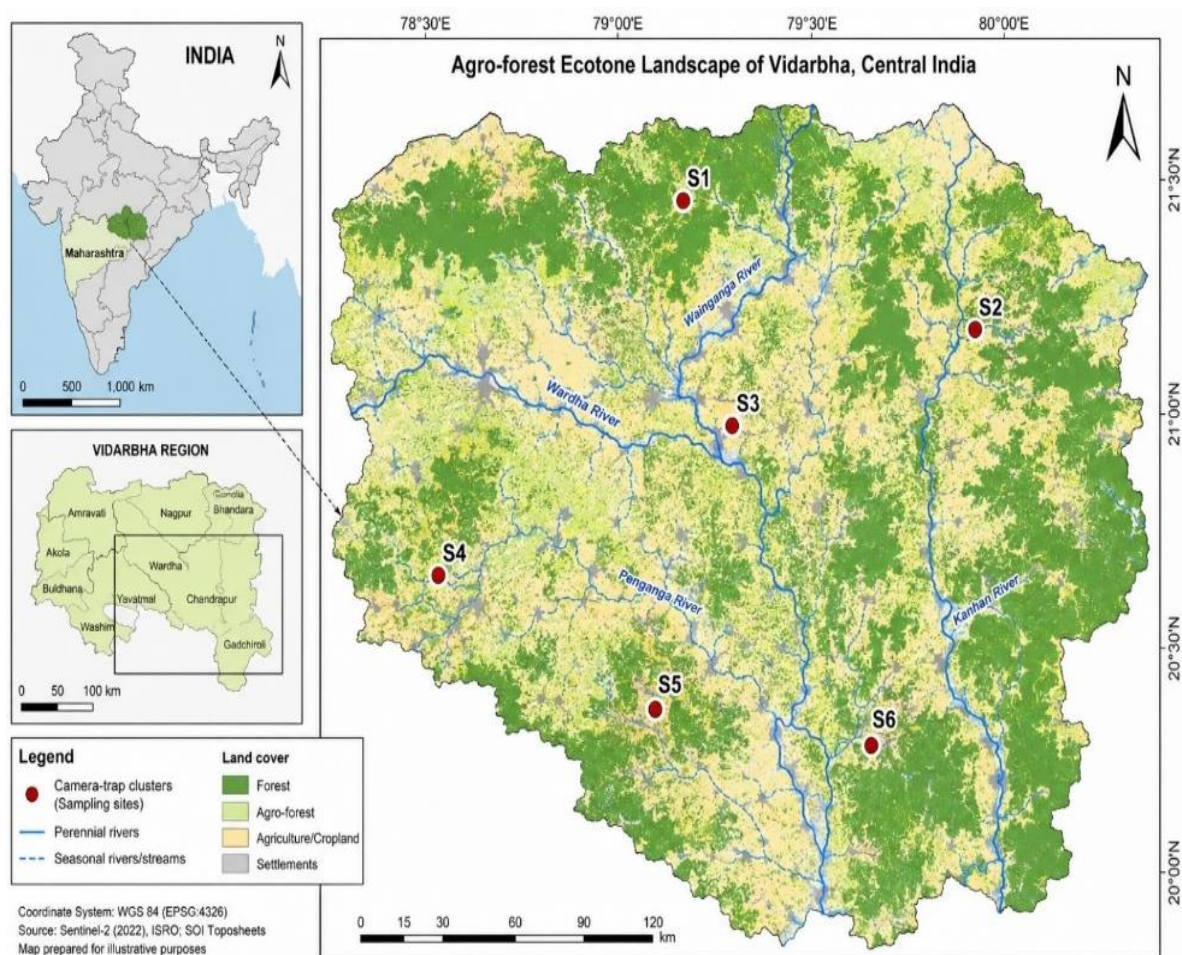 INDIA
N
Maharashtra
0 500 1,000 km
VIDARBHA REGION
Amravati
Nagpur
Gondia
Bhandara
Akola
Wardha
Buldhana
Yavatmal
Chandrapur
Washim
Gadchiroli
0 50 100 km
Legend
Camera-trap clusters
(Sampling sites)
Perennial rivers
Seasonal rivers/streams
Land cover
Forest
Agro-forest
Agriculture/Cropland
Settlements
Coordinate System: WGS 84 (EPSG:4326)
Source: Sentinel-2 (2022), ISRO; SOI Toposheets
Map prepared for illustrative purposes
78°30'E 79°00'E 79°30'E 80°00'E
Agro-forest Ecotone Landscape of Vidarbha, Central India
N
21°30'N
S1
Wainganga River
S2
21°00'N
S3
Wardha River
S4
Penganga River
Kanhan River
20°30'N
S5
S6
20°00'N
0 15 30 60 90 120
km